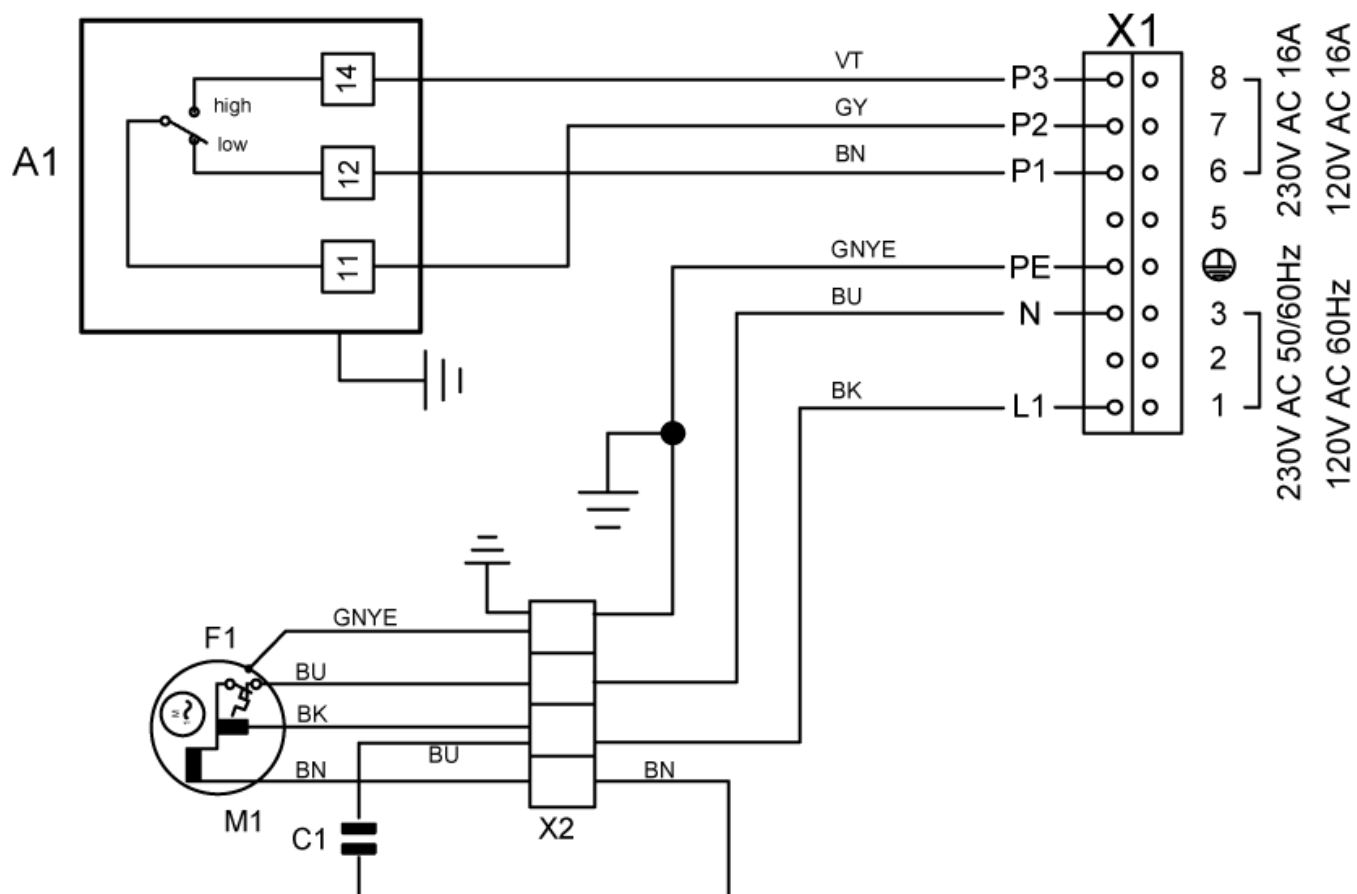 X1
A1
14
high
low
12
11
VT
P3
8
GY
P2
7
BN
P1
6
5
GNYE
PE
BU
N
3
2
BK
L1
1
230V AC 16A
120V AC 16A
230V AC 50/60Hz
120V AC 60Hz
GNYE
F1
BU
M
BK
BU
BN
BN
M1
C1
X2